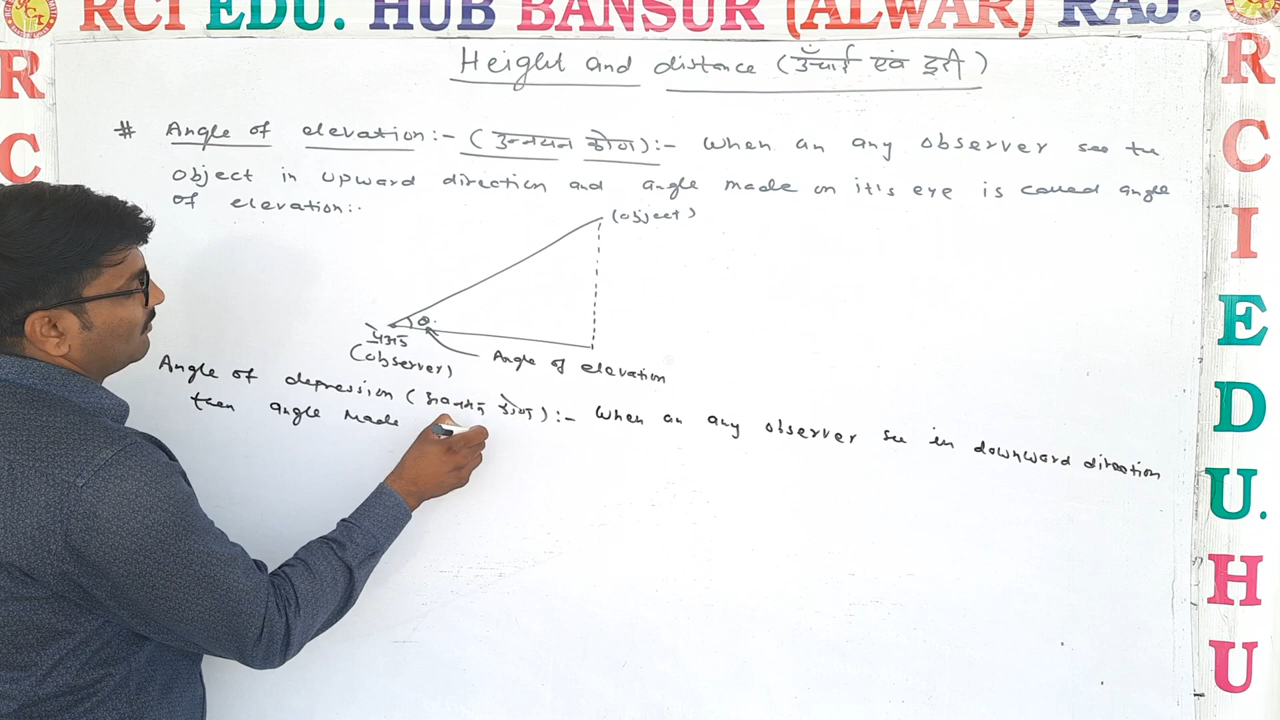 RCI EDU. HUB BANSUR (ALWAR) RAJ.
Height and distance (ऊँचाई एवं दूरी)
# Angle of elevation:- (उन्नयन कोण):- When an any observer see the
object in upward direction and angle made on it's eye is called angle
of elevation:.
(object)
θ.
प्रेक्षक
(observer)
Angle of elevation
Angle of depression (अवनमन कोण):- When an any observer see in downward direction
then angle made
R
C
R
C
I
E
D
U.
H
U